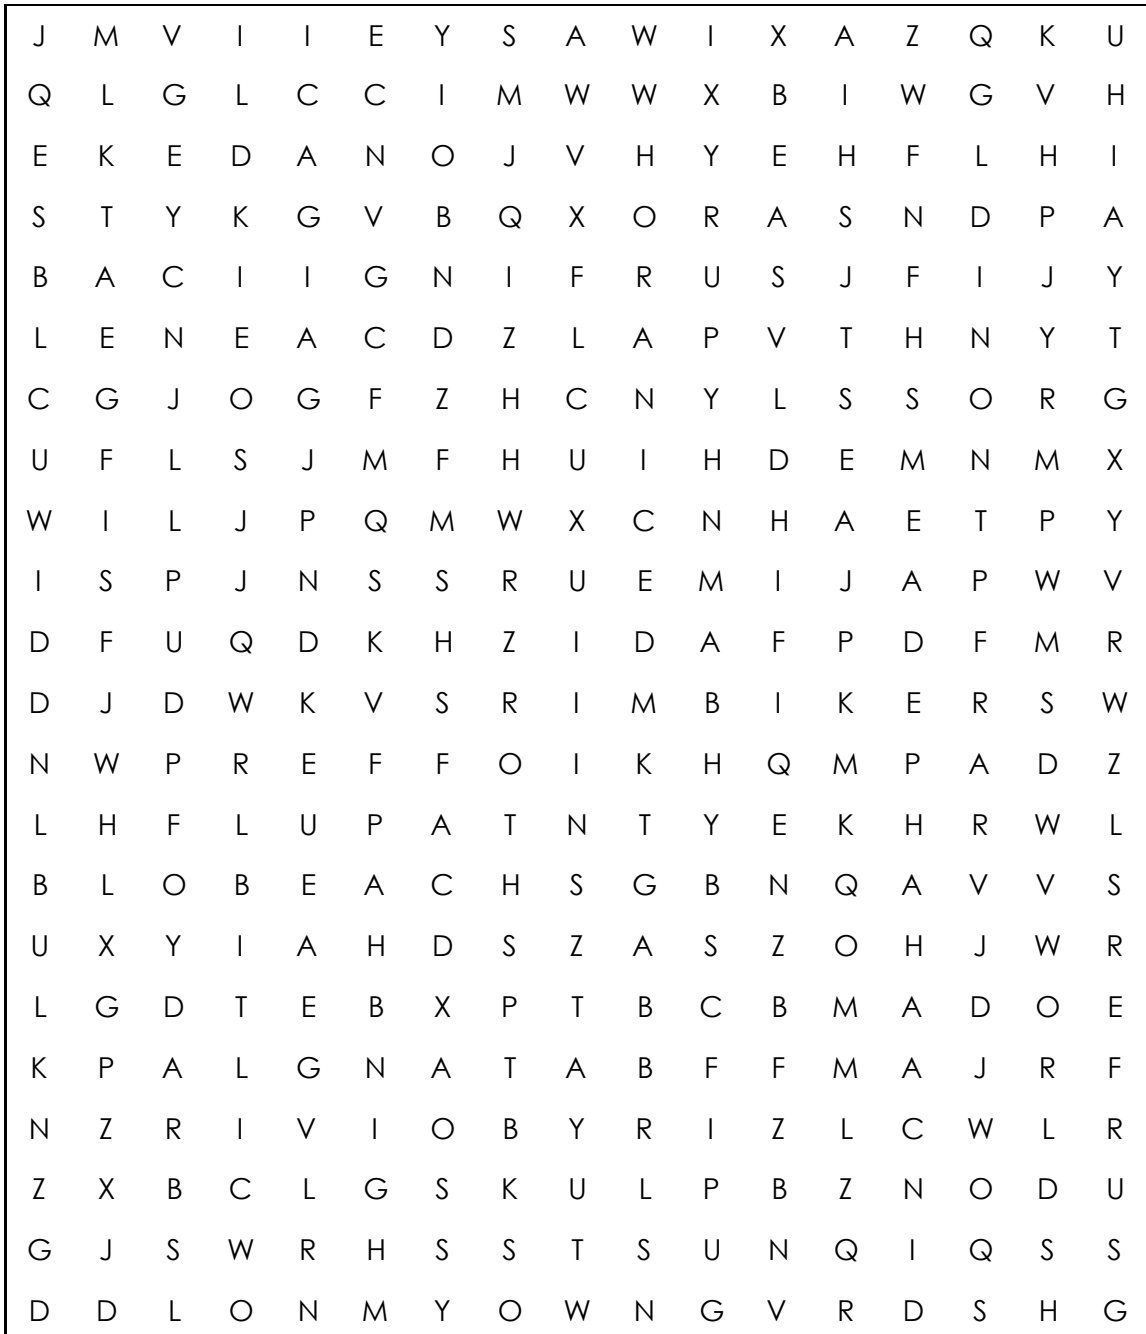 J M V I I E Y S A W I X A Z Q K U
Q L G L C C I M W W X B I W G V H
E K E D A N O J V H Y E H F L H I
S T Y K G V B Q X O R A S N D P A
B A C I I G N I F R U S J F I J Y
L E N E A C D Z L A P V T H N Y T
C G J O G F Z H C N Y L S S O R G
U F L S J M F H U I H D E M N M X
W I L J P Q M W X C N H A E T P Y
I S P J N S S R U E M I J A P W V
D F U Q D K H Z I D A F P D F M R
D J D W K V S R I M B I K E R S W
N W P R E F F O I K H Q M P A D Z
L H F L U P A T N T Y E K H R W L
B L O B E A C H S G B N Q A V V S
U X Y I A H D S Z A S Z O H J W R
L G D T E B X P T B C B M A D O E
K P A L G N A T A B F F M A J R F
N Z R I V I O B Y R I Z L C W L R
Z X B C L G S K U L P B Z N O D U
G J S W R H S S T S U N Q I Q S S
D D L O N M Y O W N G V R D S H G